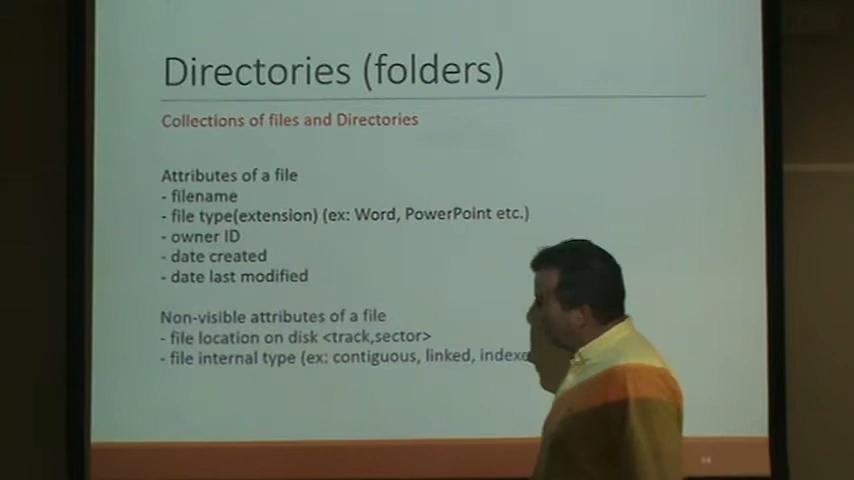 Directories (folders)
Collections of files and Directories
Attributes of a file
- filename
- file type(extension) (ex: Word, PowerPoint etc.)
- owner ID
- date created
- date last modified
Non-visible attributes of a file
- file location on disk <track,sector>
- file internal type (ex: contiguous, linked, indexe